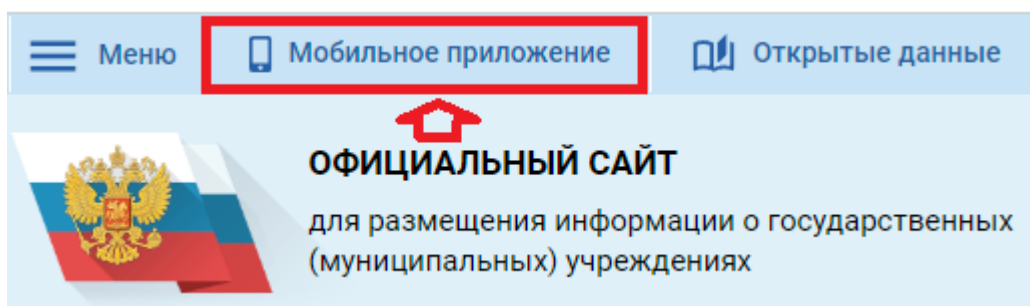 Меню Мобильное приложение Открытые данные
ОФИЦИАЛЬНЫЙ САЙТ
для размещения информации о государственных
(муниципальных) учреждениях